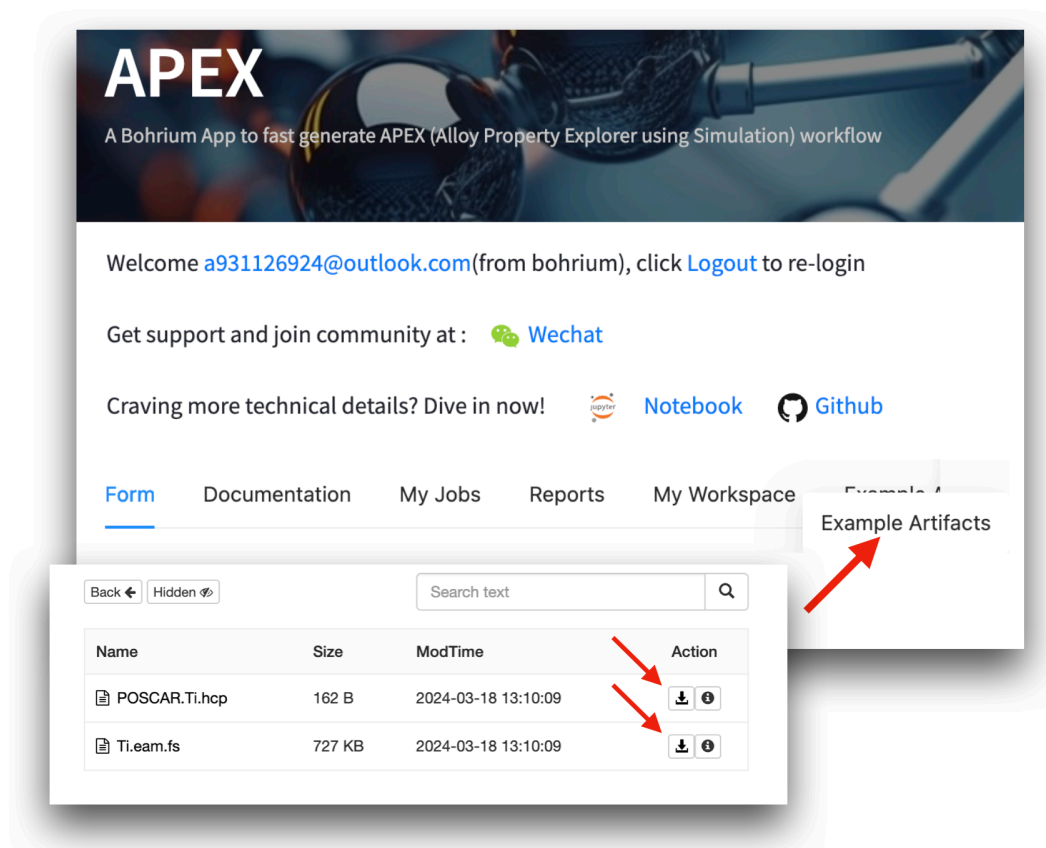 APEX
A Bohrium App to fast generate APEX (Alloy Property Explorer using Simulation) workflow
Welcome a931126924@outlook.com(from bohrium), click Logout to re-login
Get support and join community at : Wechat
Craving more technical details? Dive in now! jupyter Notebook Github
Form Documentation My Jobs Reports My Workspace Example A
Example Artifacts
Back Hidden Search text
Name Size ModTime Action
POSCAR.Ti.hcp 162 B 2024-03-18 13:10:09
Ti.eam.fs 727 KB 2024-03-18 13:10:09